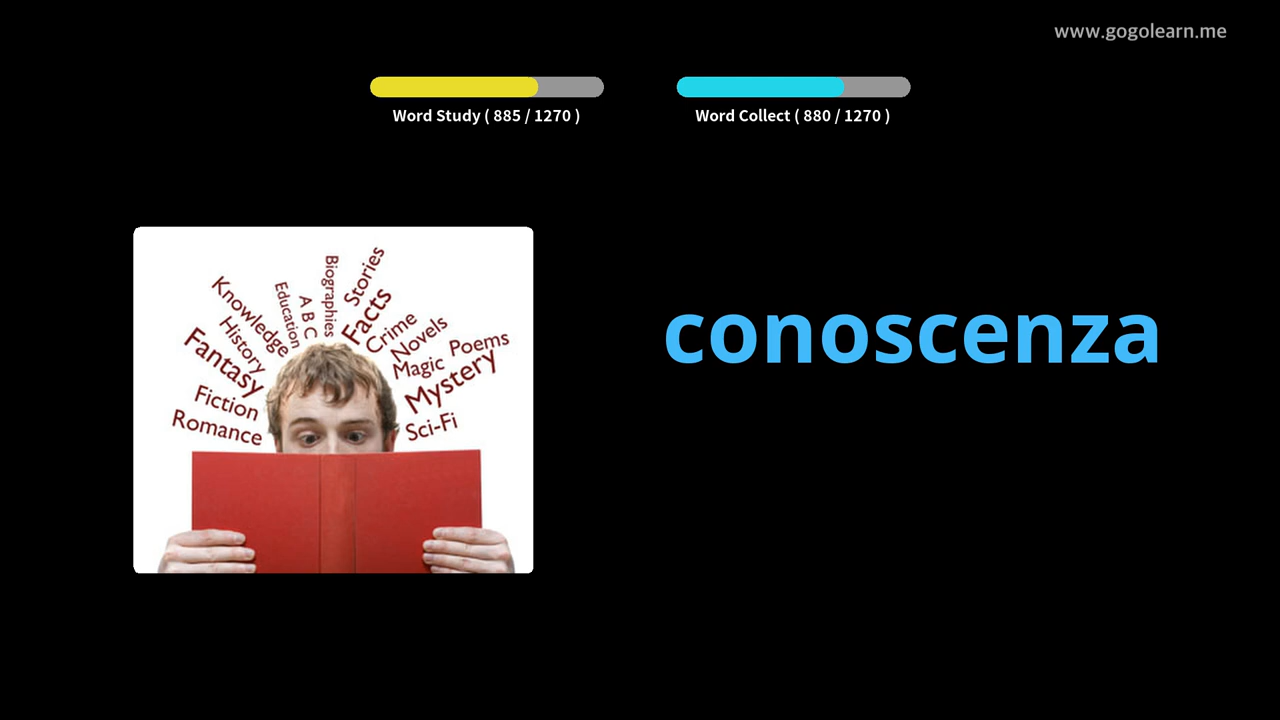 www.gogolearn.me
Word Study ( 885 / 1270 )
Word Collect ( 880 / 1270 )
Romance
Fiction
Fantasy
History
Knowledge
Education
A B C
Biographies
Stories
Facts
Crime
Novels
Magic
Poems
Mystery
Sci-Fi
conoscenza